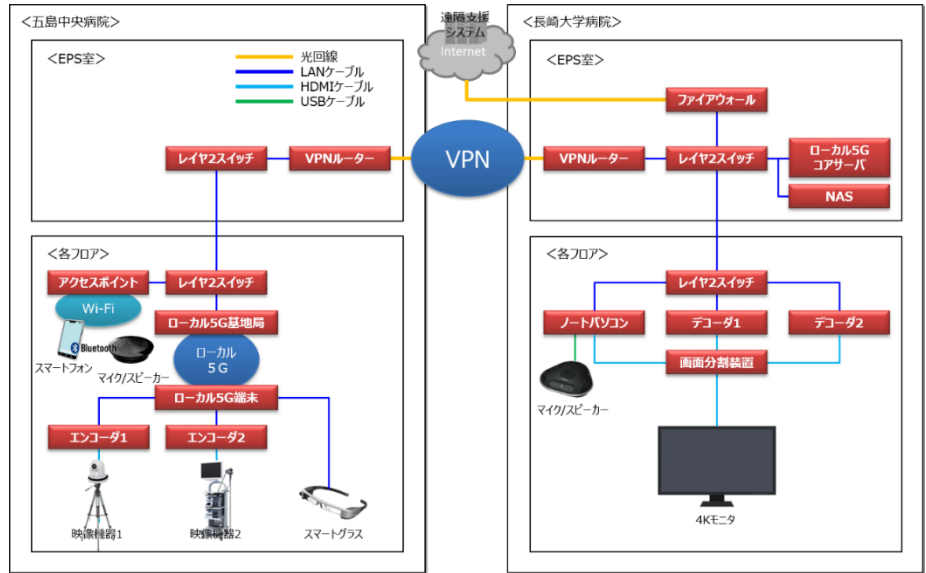 ＜五島中央病院＞
＜EPS室＞
光回線
LANケーブル
HDMIケーブル
USBケーブル
レイヤ2スイッチ
VPNルーター
＜各フロア＞
アクセスポイント
レイヤ2スイッチ
Wi-Fi
ローカル5G基地局
Bluetooth
スマートフォン
マイク/スピーカー
ローカル
5G
ローカル5G端末
エンコーダ1
エンコーダ2
映像機器1
映像機器2
スマートグラス
遠隔支援
システム
Internet
VPN
＜長崎大学病院＞
＜EPS室＞
ファイアウォール
VPNルーター
レイヤ2スイッチ
ローカル5G
コアサーバ
NAS
＜各フロア＞
レイヤ2スイッチ
ノートパソコン
デコーダ1
デコーダ2
画面分割装置
マイク/スピーカー
4Kモニタ